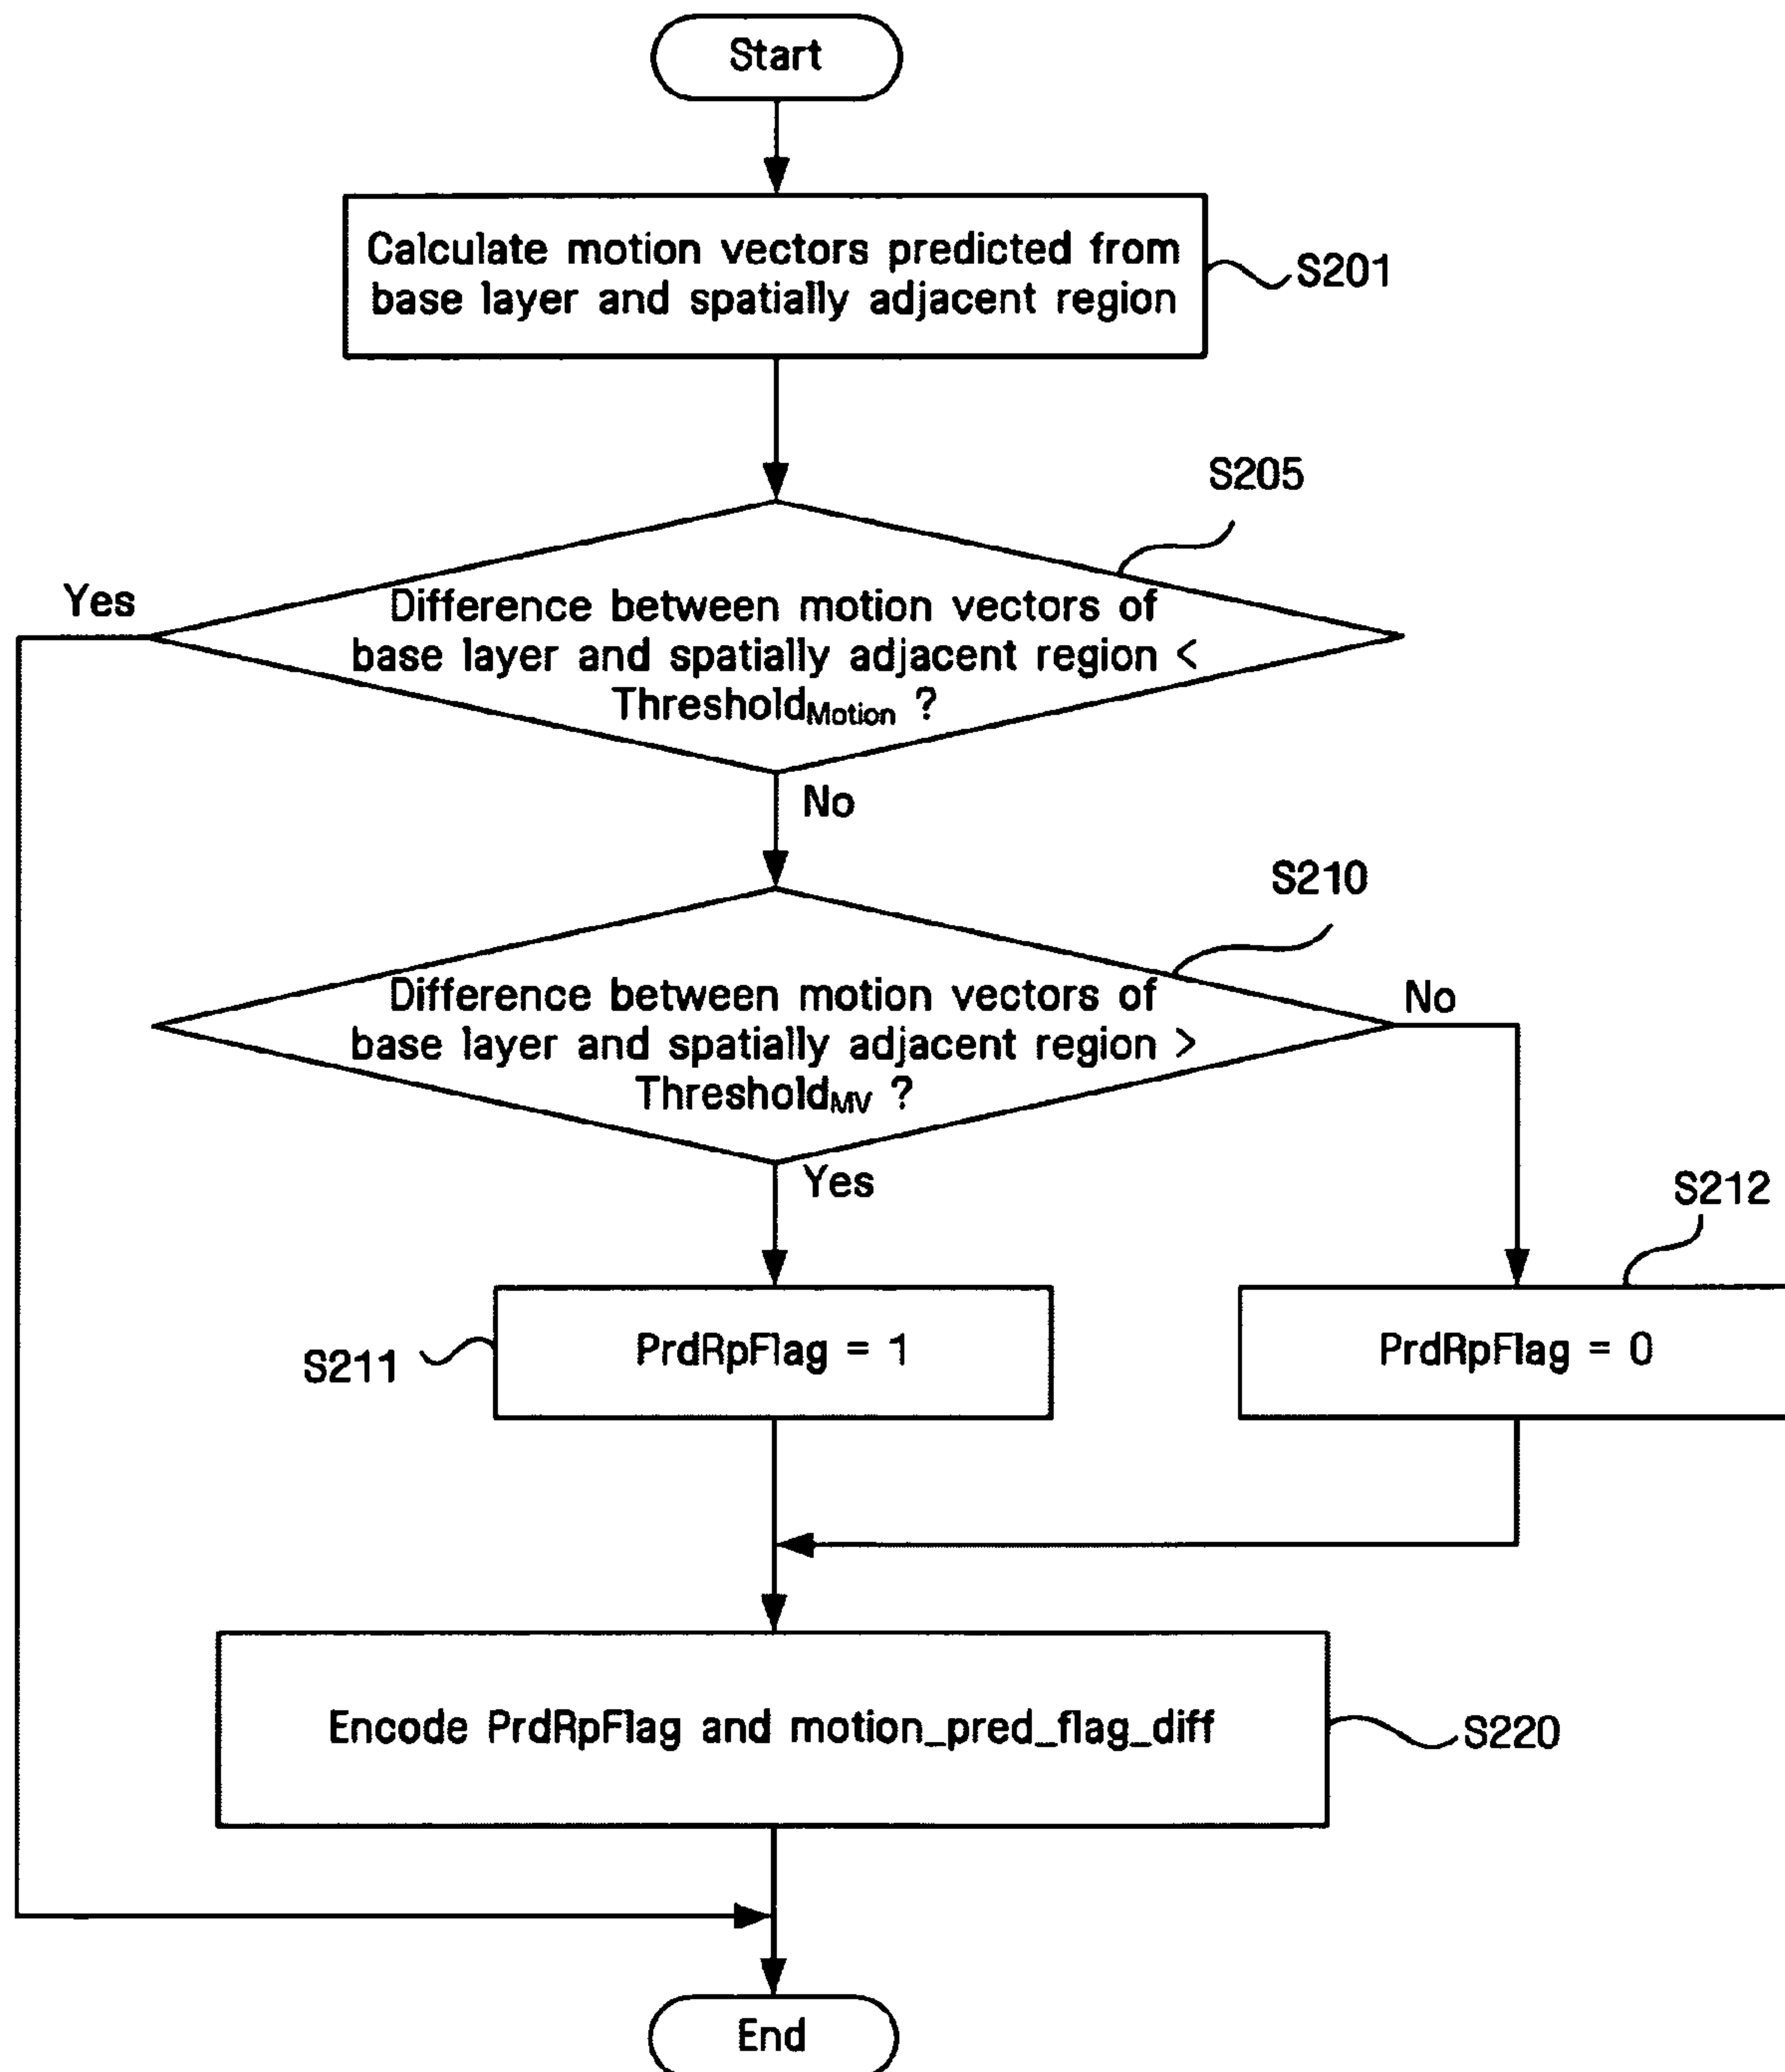 Start
Calculate motion vectors predicted from
base layer and spatially adjacent region
S201
S205
Yes
Difference between motion vectors of
base layer and spatially adjacent region <
ThresholdMotion ?
No
S210
Difference between motion vectors of
base layer and spatially adjacent region >
ThresholdMV ?
No
Yes
S212
S211
PrdRpFlag = 1
PrdRpFlag = 0
Encode PrdRpFlag and motion_pred_flag_diff
S220
End